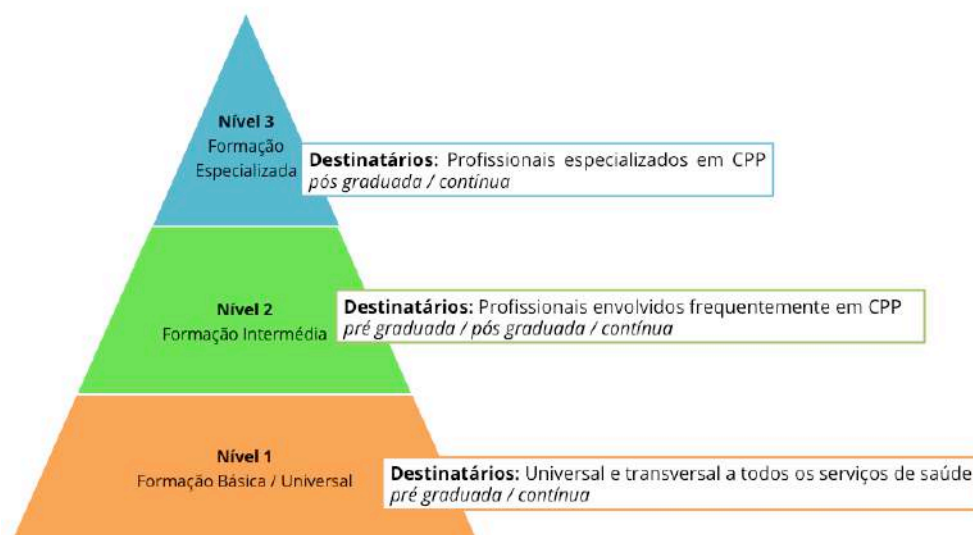 Nível 3
Formação
Especializada
Destinatários: Profissionais especializados em CPP
pós graduada / contínua
Nível 2
Formação Intermédia
Destinatários: Profissionais envolvidos frequentemente em CPP
pré graduada / pós graduada / contínua
Nível 1
Formação Básica / Universal
Destinatários: Universal e transversal a todos os serviços de saúde
pré graduada / contínua